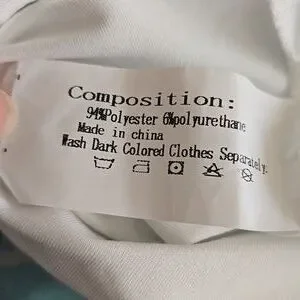 Composition:
94%Polyester 6%polyurethane
Made in china
Wash Dark Colored Clothes Separately.